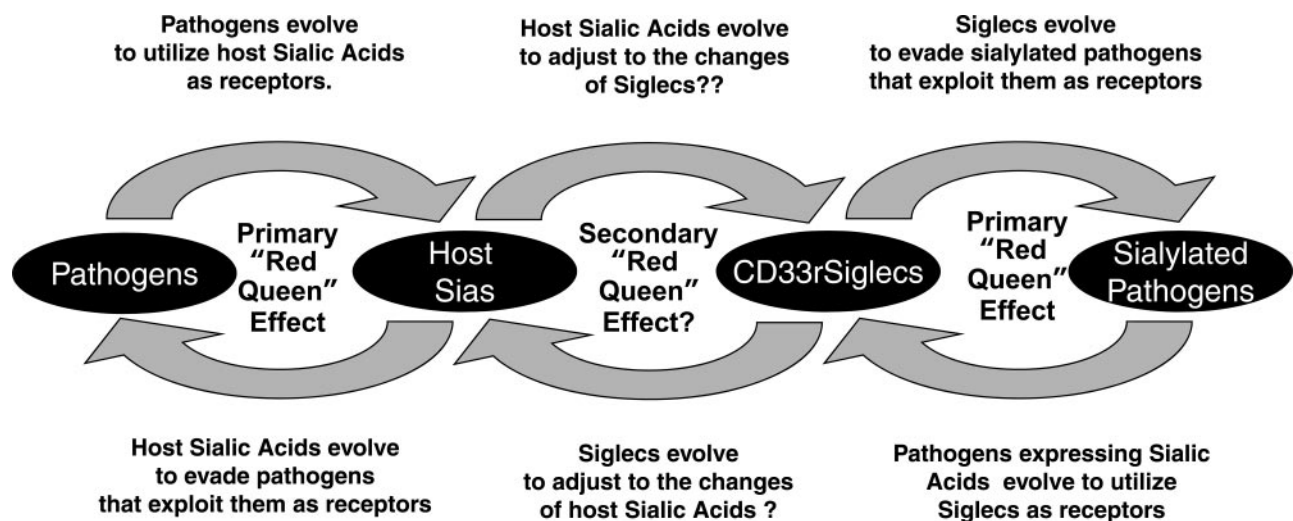 Pathogens evolve
to utilize host Sialic Acids
as receptors.
Host Sialic Acids evolve
to adjust to the changes
of Siglecs??
Siglecs evolve
to evade sialylated pathogens
that exploit them as receptors
Pathogens
Primary
“Red
Queen”
Effect
Host
Sias
Secondary
“Red
Queen”
Effect?
CD33rSiglecs
Primary
“Red
Queen”
Effect
Sialylated
Pathogens
Host Sialic Acids evolve
to evade pathogens
that exploit them as receptors
Siglecs evolve
to adjust to the changes
of host Sialic Acids ?
Pathogens expressing Sialic
Acids evolve to utilize
Siglecs as receptors